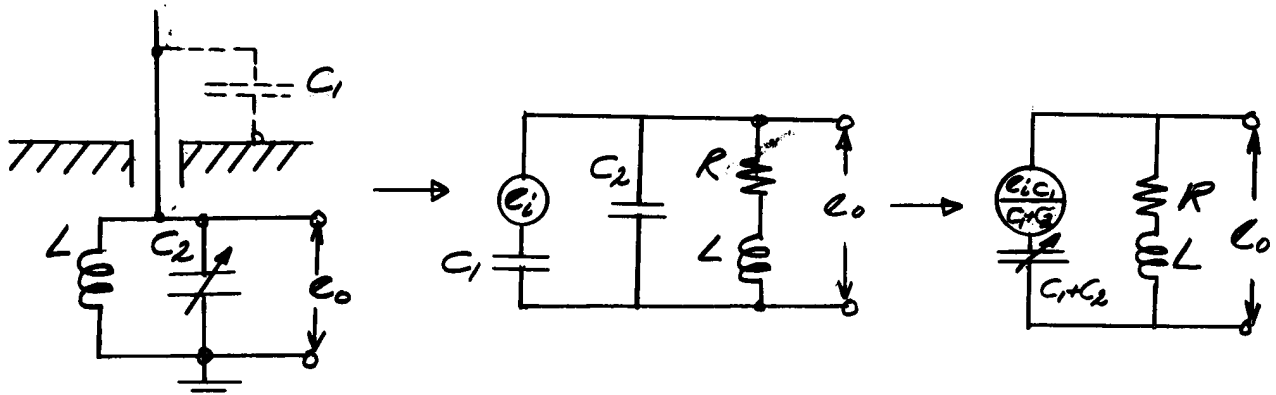 C₁
L
C₂
e₀
eᵢ
C₁
C₂
R
L
e₀
eᵢC₁
C₁+C₂
C₁+C₂
R
L
e₀